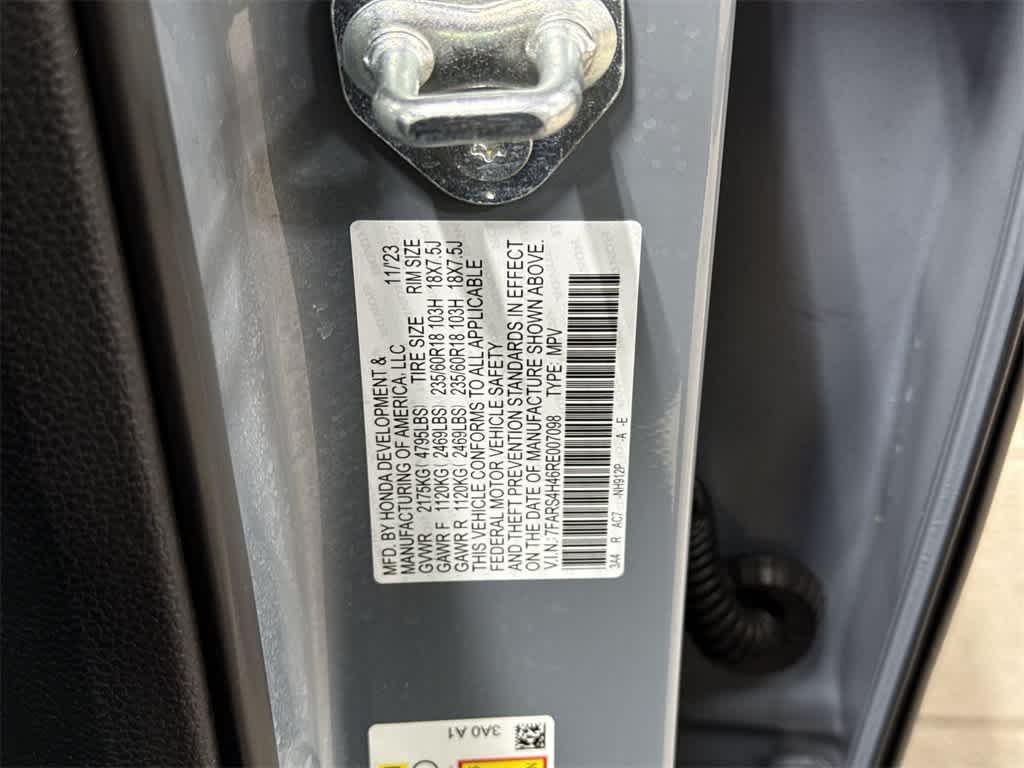 MFD. BY HONDA DEVELOPMENT & 11/23
MANUFACTURING OF AMERICA, LLC TIRE SIZE RIM SIZE
GVWR 2175KG( 4795LBS)
GAWR F 1120KG( 2469LBS) 235/60R18 103H 18X7.5J
GAWR R 1120KG( 2469LBS) 235/60R18 103H 18X7.5J
THIS VEHICLE CONFORMS TO ALL APPLICABLE
FEDERAL MOTOR VEHICLE SAFETY
AND THEFT PREVENTION STANDARDS IN EFFECT
ON THE DATE OF MANUFACTURE SHOWN ABOVE.
V.I.N.: 7FARS4H46RE007098 TYPE: MPV
3A4 R AC7 -NH912P -A -E
3A0 A1